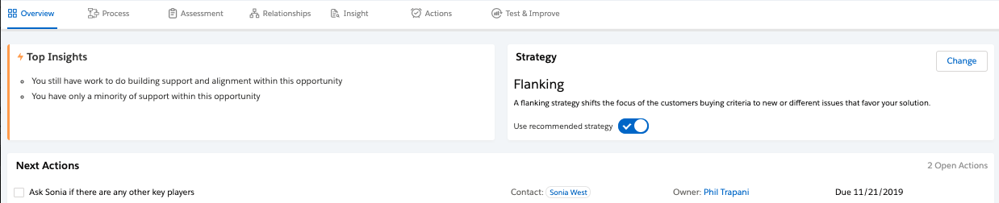 Overview Process Assessment Relationships Insight Actions Test & Improve
Top Insights
You still have work to do building support and alignment within this opportunity
You have only a minority of support within this opportunity
Strategy
Change
Flanking
A flanking strategy shifts the focus of the customers buying criteria to new or different issues that favor your solution.
Use recommended strategy
Next Actions 2 Open Actions
Ask Sonia if there are any other key players Contact: Sonia West Owner: Phil Trapani Due 11/21/2019